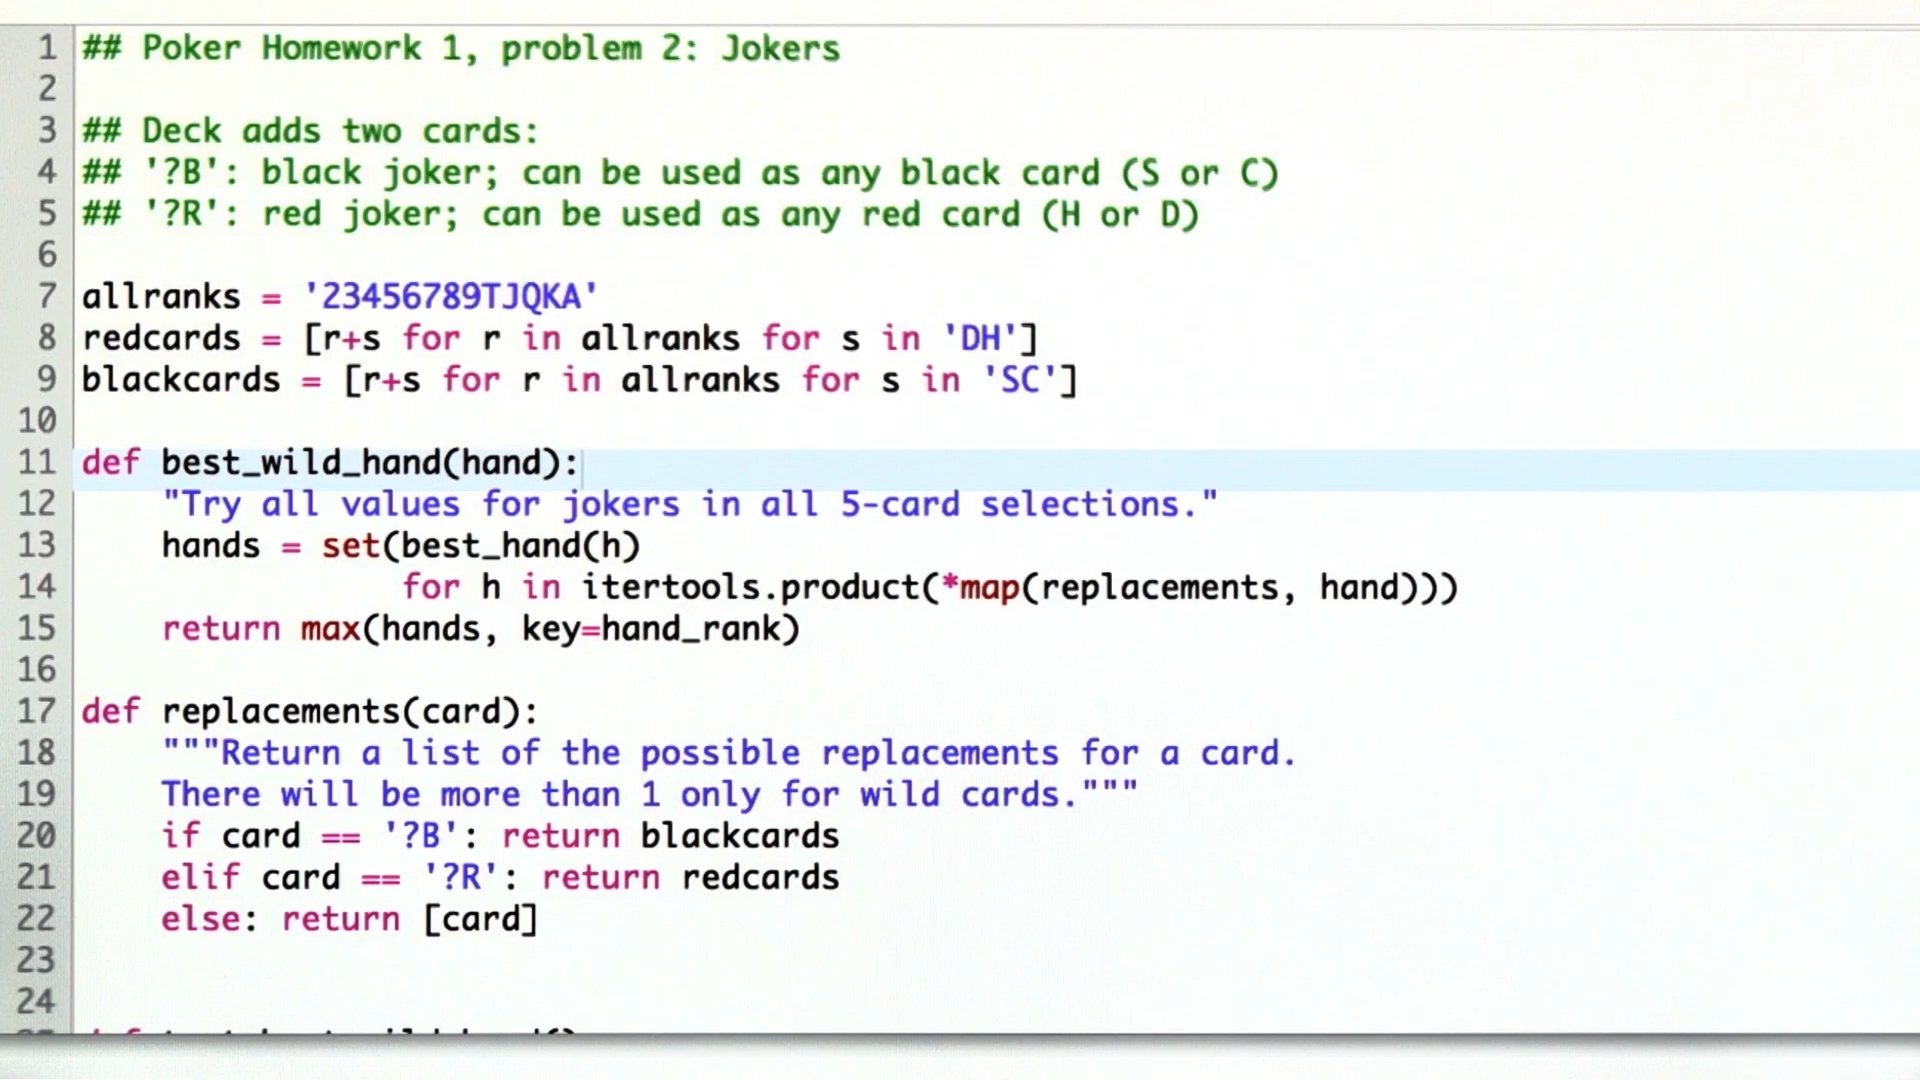 1 ## Poker Homework 1, problem 2: Jokers
2
3 ## Deck adds two cards:
4 ## '?B': black joker; can be used as any black card (S or C)
5 ## '?R': red joker; can be used as any red card (H or D)
6
7 allranks = '23456789TJQKA'
8 redcards = [r+s for r in allranks for s in 'DH']
9 blackcards = [r+s for r in allranks for s in 'SC']
10
11 def best_wild_hand(hand):
12     "Try all values for jokers in all 5-card selections."
13     hands = set(best_hand(h)
14                 for h in itertools.product(*map(replacements, hand)))
15     return max(hands, key=hand_rank)
16
17 def replacements(card):
18     """Return a list of the possible replacements for a card.
19     There will be more than 1 only for wild cards."""
20     if card == '?B': return blackcards
21     elif card == '?R': return redcards
22     else: return [card]
23
24